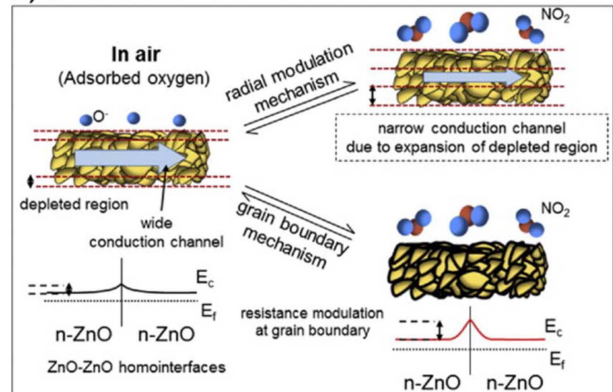 In air
(Adsorbed oxygen)
O⁻
depleted region
wide
conduction channel
E_c
E_f
n-ZnO n-ZnO
ZnO-ZnO homointerfaces
radial modulation
mechanism
grain boundary
mechanism
NO₂
narrow conduction channel
due to expansion of depleted region
NO₂
resistance modulation
at grain boundary
E_c
E_f
n-ZnO n-ZnO